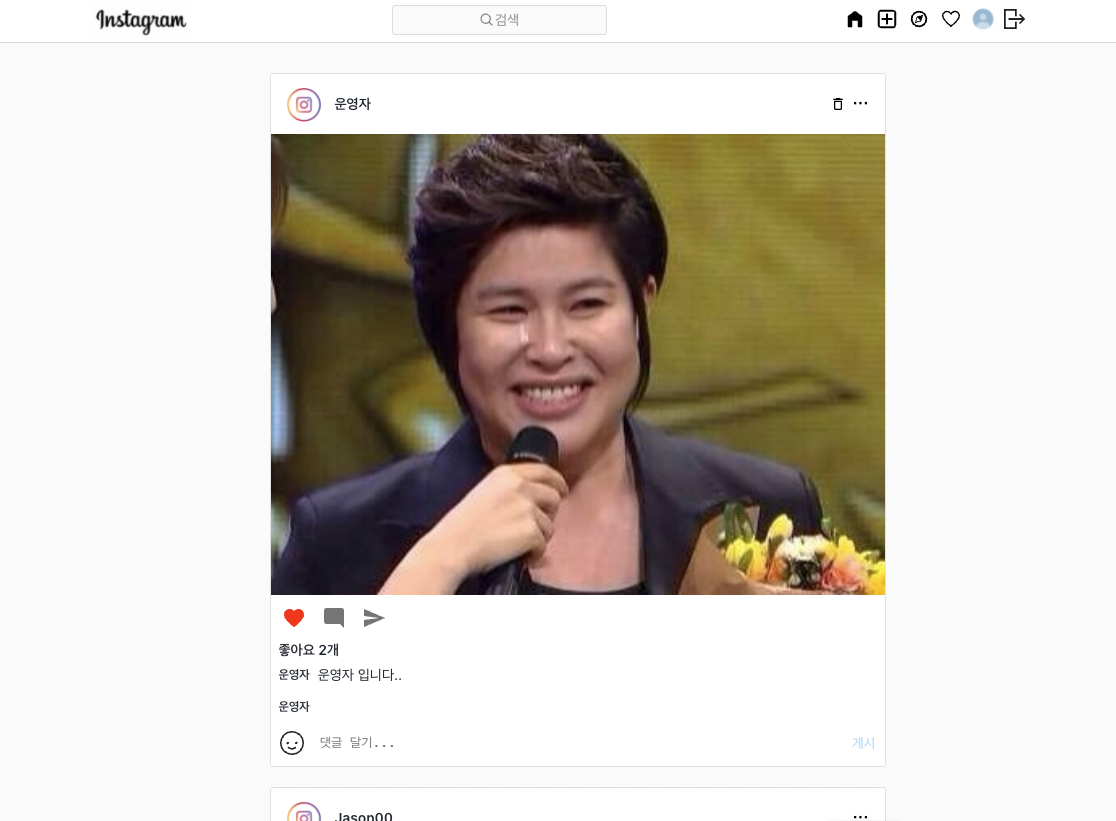 Instagram
검색
운영자
좋아요 2개
운영자 운영자 입니다..
운영자
댓글 달기...
게시
Jason00